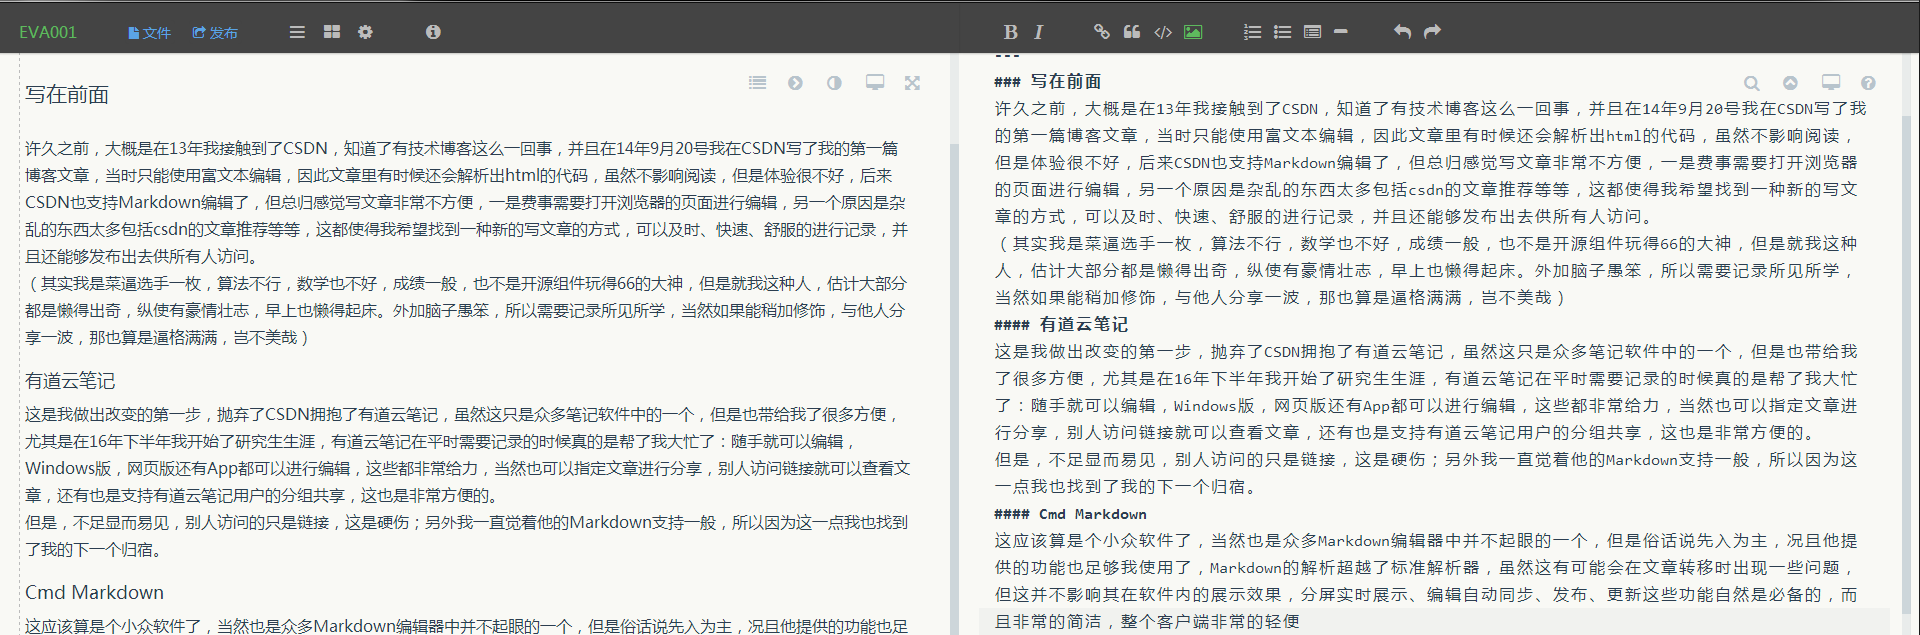 EVA001 文件 发布
写在前面
许久之前，大概是在13年我接触到了CSDN，知道了有技术博客这么一回事，并且在14年9月20号我在CSDN写了我的第一篇
博客文章，当时只能使用富文本编辑，因此文章里有时候还会解析出html的代码，虽然不影响阅读，但是体验很不好，后来
CSDN也支持Markdown编辑了，但总归感觉写文章非常不方便，一是费事需要打开浏览器的页面进行编辑，另一个原因是杂
乱的东西太多包括csdn的文章推荐等等，这都使得我希望找到一种新的写文章的方式，可以及时、快速、舒服的进行记录，并
且还能够发布出去供所有人访问。
（其实我是菜逼选手一枚，算法不行，数学也不好，成绩一般，也不是开源组件玩得66的大神，但是就我这种人，估计大部分
都是懒得出奇，纵使有豪情壮志，早上也懒得起床。外加脑子愚笨，所以需要记录所见所学，当然如果能稍加修饰，与他人分
享一波，那也算是逼格满满，岂不美哉）
有道云笔记
这是我做出改变的第一步，抛弃了CSDN拥抱了有道云笔记，虽然这只是众多笔记软件中的一个，但是也带给我了很多方便，
尤其是在16年下半年我开始了研究生生涯，有道云笔记在平时需要记录的时候真的是帮了我大忙了：随手就可以编辑，
Windows版，网页版还有App都可以进行编辑，这些都非常给力，当然也可以指定文章进行分享，别人访问链接就可以查看文
章，还有也是支持有道云笔记用户的分组共享，这也是非常方便的。
但是，不足显而易见，别人访问的只是链接，这是硬伤；另外我一直觉着他的Markdown支持一般，所以因为这一点我也找到
了我的下一个归宿。
Cmd Markdown
这应该算是个小众软件了，当然也是众多Markdown编辑器中并不起眼的一个，但是俗话说先入为主，况且他提供的功能也足
---
### 写在前面
许久之前，大概是在13年我接触到了CSDN，知道了有技术博客这么一回事，并且在14年9月20号我在CSDN写了我
的第一篇博客文章，当时只能使用富文本编辑，因此文章里有时候还会解析出html的代码，虽然不影响阅读，
但是体验很不好，后来CSDN也支持Markdown编辑了，但总归感觉写文章非常不方便，一是费事需要打开浏览器
的页面进行编辑，另一个原因是杂乱的东西太多包括csdn的文章推荐等等，这都使得我希望找到一种新的写文
章的方式，可以及时、快速、舒服的进行记录，并且还能够发布出去供所有人访问。
（其实我是菜逼选手一枚，算法不行，数学也不好，成绩一般，也不是开源组件玩得66的大神，但是就我这种
人，估计大部分都是懒得出奇，纵使有豪情壮志，早上也懒得起床。外加脑子愚笨，所以需要记录所见所学，
当然如果能稍加修饰，与他人分享一波，那也算是逼格满满，岂不美哉）
#### 有道云笔记
这是我做出改变的第一步，抛弃了CSDN拥抱了有道云笔记，虽然这只是众多笔记软件中的一个，但是也带给我
了很多方便，尤其是在16年下半年我开始了研究生生涯，有道云笔记在平时需要记录的时候真的是帮了我大忙
了：随手就可以编辑，Windows版，网页版还有App都可以进行编辑，这些都非常给力，当然也可以指定文章进
行分享，别人访问链接就可以查看文章，还有也是支持有道云笔记用户的分组共享，这也是非常方便的。
但是，不足显而易见，别人访问的只是链接，这是硬伤；另外我一直觉着他的Markdown支持一般，所以因为这
一点我也找到了我的下一个归宿。
#### Cmd Markdown
这应该算是个小众软件了，当然也是众多Markdown编辑器中并不起眼的一个，但是俗话说先入为主，况且他提
供的功能也足够我使用了，Markdown的解析超越了标准解析器，虽然这有可能会在文章转移时出现一些问题，
但这并不影响其在软件内的展示效果，分屏实时展示、编辑自动同步、发布、更新这些功能自然是必备的，而
且非常的简洁，整个客户端非常的轻便